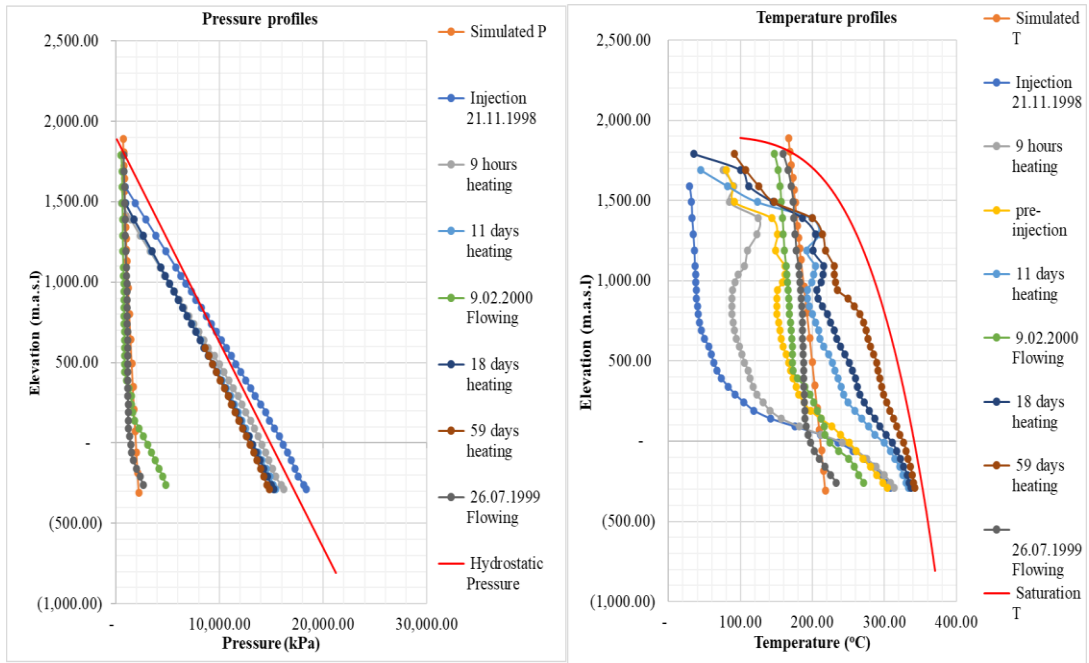 Pressure profiles
2,500.00
2,000.00
1,500.00
1,000.00
500.00
-
(500.00)
(1,000.00)
Elevation (m.a.s.l)
-
10,000.00
20,000.00
30,000.00
Pressure (kPa)
Simulated P
Injection
21.11.1998
9 hours
heating
11 days
heating
9.02.2000
Flowing
18 days
heating
59 days
heating
26.07.1999
Flowing
Hydrostatic
Pressure
Temperature profiles
2,500.00
2,000.00
1,500.00
1,000.00
500.00
-
(500.00)
(1,000.00)
Elevation (m.a.s.l)
-
100.00
200.00
300.00
400.00
Temperature (°C)
Simulated
T
Injection
21.11.1998
9 hours
heating
pre-
injection
11 days
heating
9.02.2000
Flowing
18 days
heating
59 days
heating
26.07.1999
Flowing
Saturation
T